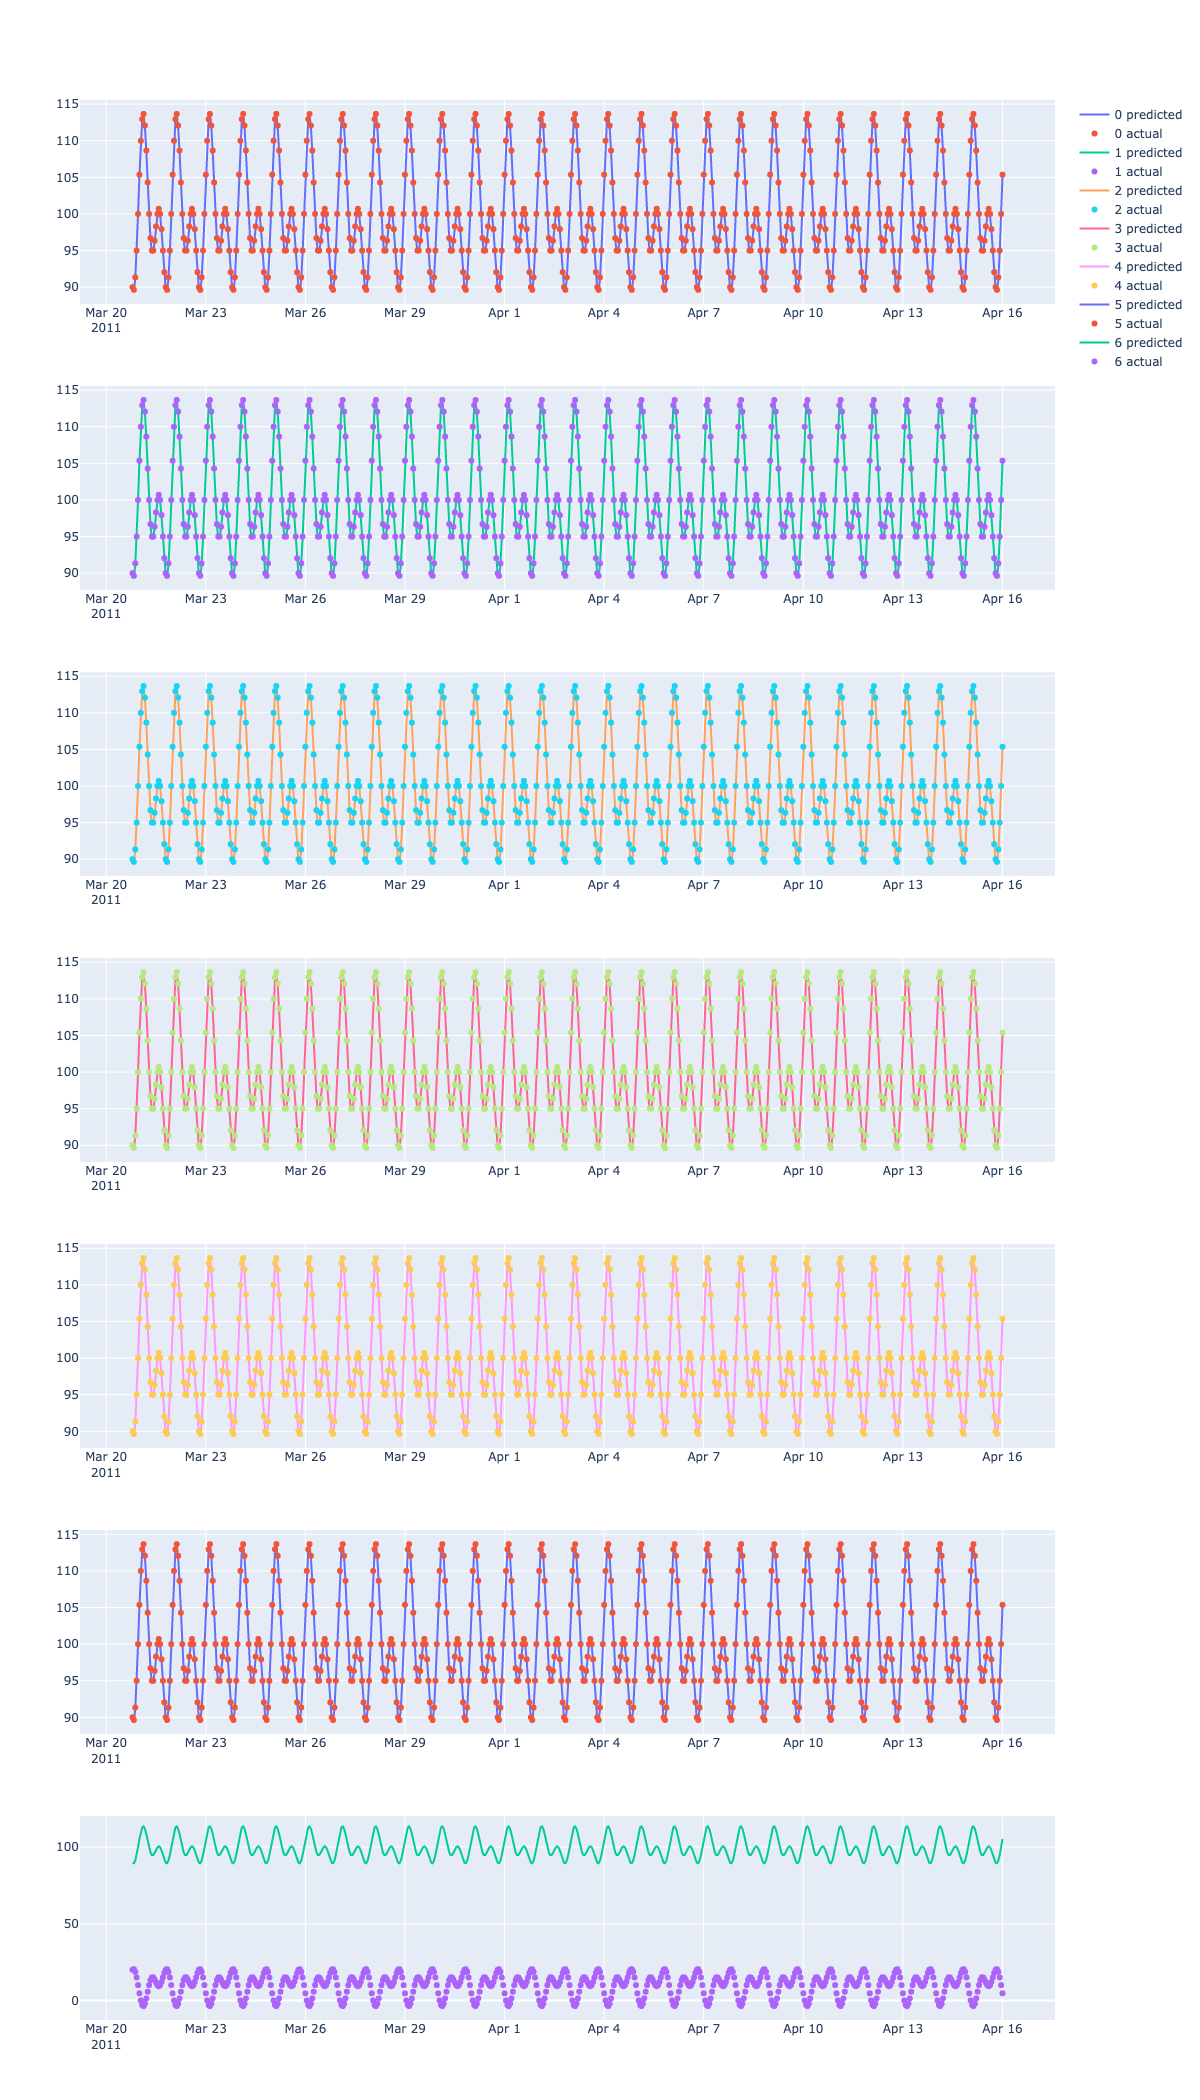 115
110
105
100
95
90
Mar 20
2011
Mar 23
Mar 26
Mar 29
Apr 1
Apr 4
Apr 7
Apr 10
Apr 13
Apr 16
0 predicted
0 actual
1 predicted
1 actual
2 predicted
2 actual
3 predicted
3 actual
4 predicted
4 actual
5 predicted
5 actual
6 predicted
6 actual
115
110
105
100
95
90
Mar 20
2011
Mar 23
Mar 26
Mar 29
Apr 1
Apr 4
Apr 7
Apr 10
Apr 13
Apr 16
115
110
105
100
95
90
Mar 20
2011
Mar 23
Mar 26
Mar 29
Apr 1
Apr 4
Apr 7
Apr 10
Apr 13
Apr 16
115
110
105
100
95
90
Mar 20
2011
Mar 23
Mar 26
Mar 29
Apr 1
Apr 4
Apr 7
Apr 10
Apr 13
Apr 16
115
110
105
100
95
90
Mar 20
2011
Mar 23
Mar 26
Mar 29
Apr 1
Apr 4
Apr 7
Apr 10
Apr 13
Apr 16
115
110
105
100
95
90
Mar 20
2011
Mar 23
Mar 26
Mar 29
Apr 1
Apr 4
Apr 7
Apr 10
Apr 13
Apr 16
100
50
0
Mar 20
2011
Mar 23
Mar 26
Mar 29
Apr 1
Apr 4
Apr 7
Apr 10
Apr 13
Apr 16